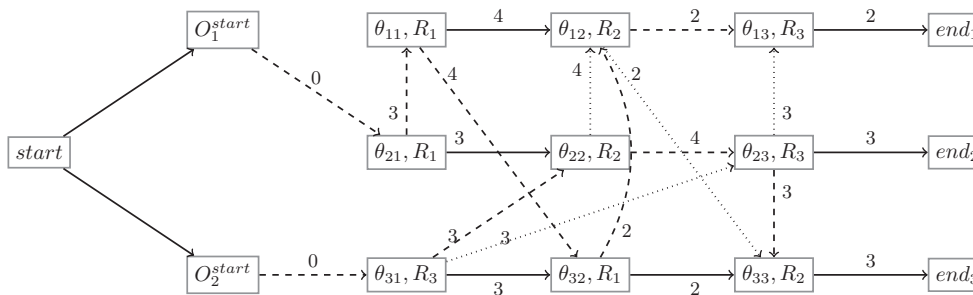 O_1^{start}
θ_{11}, R_1
4
θ_{12}, R_2
2
θ_{13}, R_3
2
end_1
0
4
4
2
3
3
start
θ_{21}, R_1
3
θ_{22}, R_2
4
θ_{23}, R_3
3
end_2
3
3
3
2
O_2^{start}
0
θ_{31}, R_3
3
θ_{32}, R_1
2
θ_{33}, R_2
3